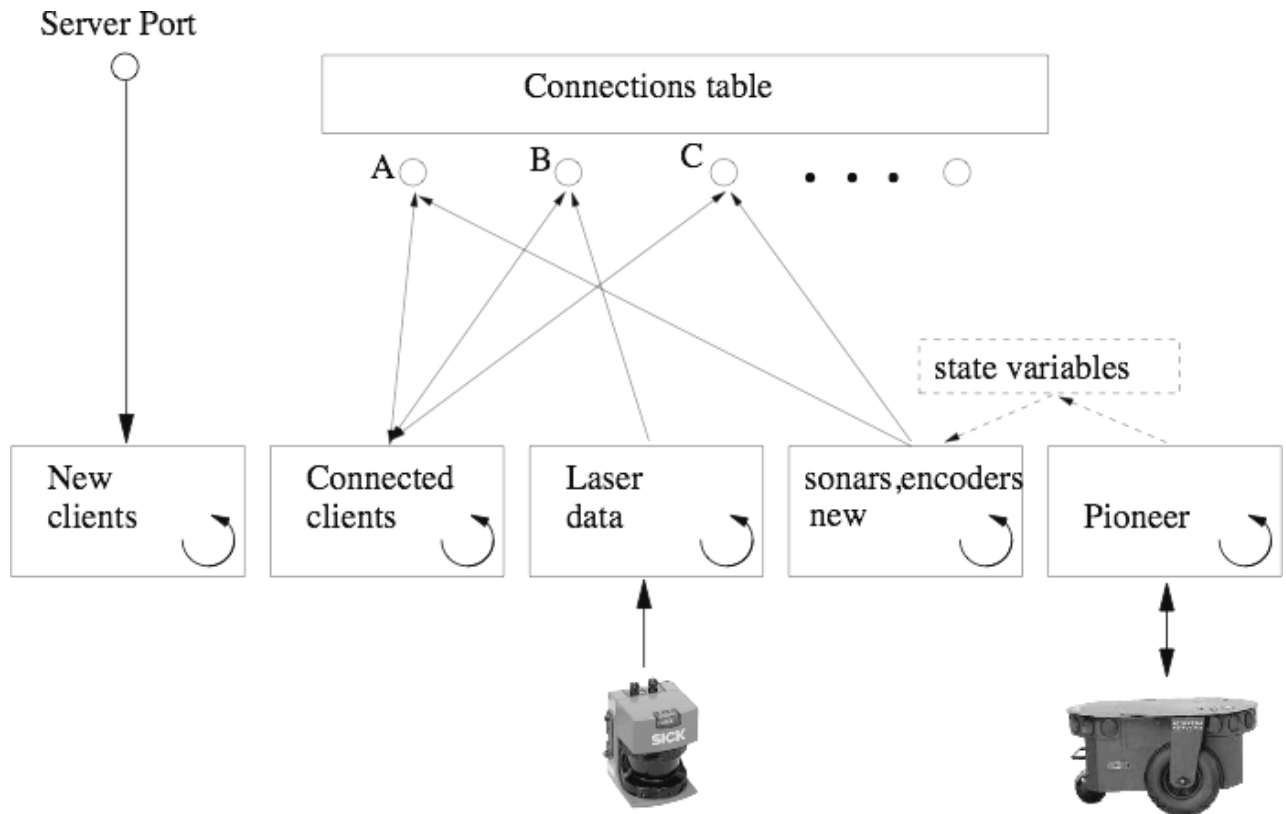 Server Port
Connections table
A
B
C
state variables
New
clients
Connected
clients
Laser
data
sonars,encoders
new
Pioneer
SICK